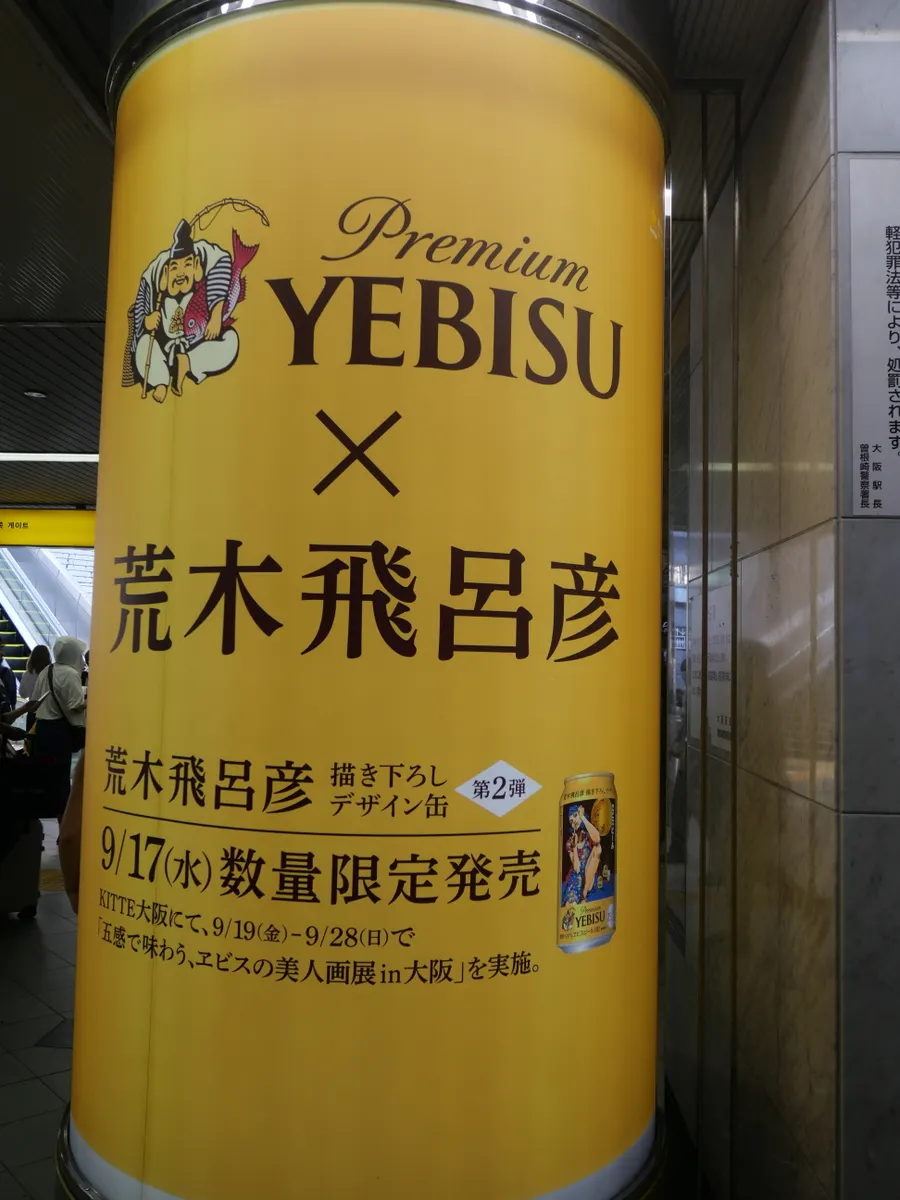 Premium
YEBISU
×
荒木飛呂彦
荒木飛呂彦 描き下ろし
デザイン缶
第2弾
9/17(水)数量限定発売
KITTE大阪にて、9/19(金)-9/28(日)で
「五感で味わう、ヱビスの美人画展in大阪」を実施。
Premium
YEBISU
게이트
軽犯罪法等により、処罰されます。
大阪駅長
曽根崎警察署長